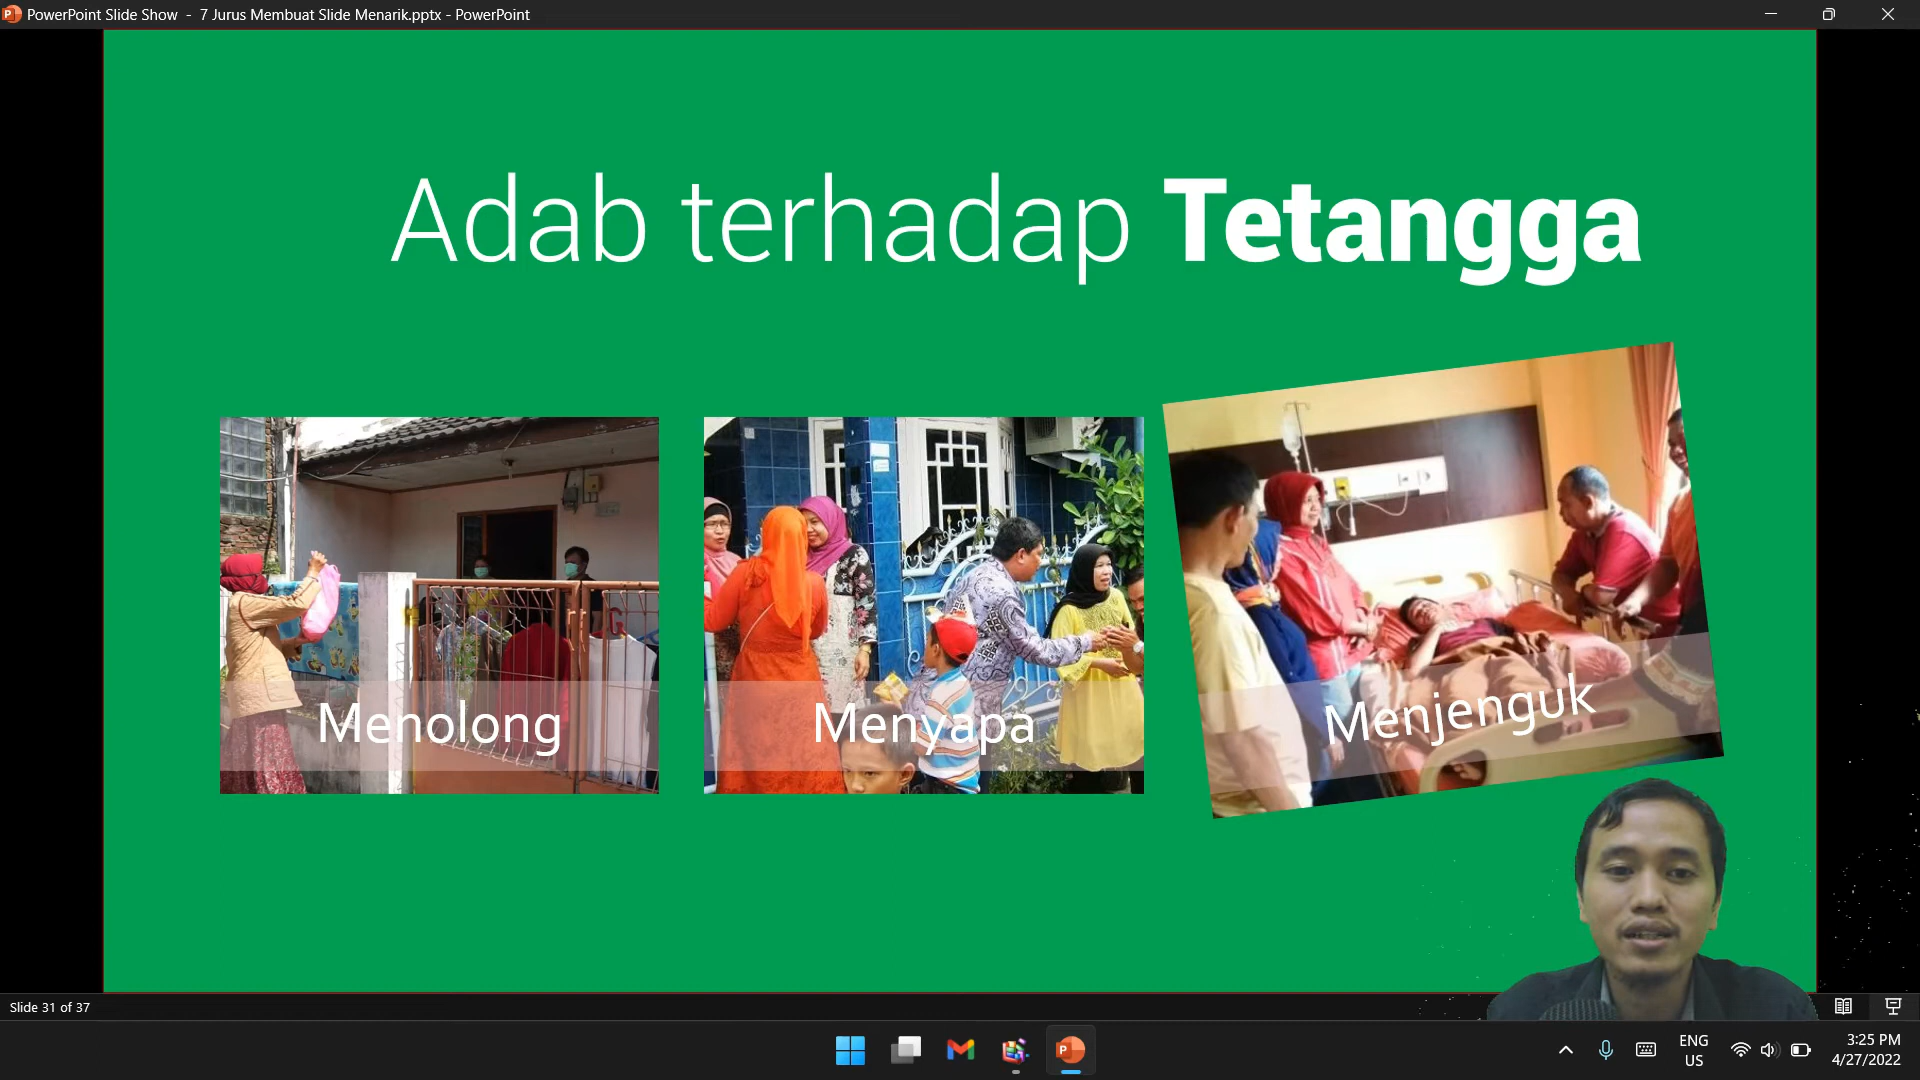 PowerPoint Slide Show - 7 Jurus Membuat Slide Menarik.pptx - PowerPoint
Adab terhadap Tetangga
Menolong
Menyapa
Menjenguk
Slide 31 of 37
ENG
US
3:25 PM
4/27/2022